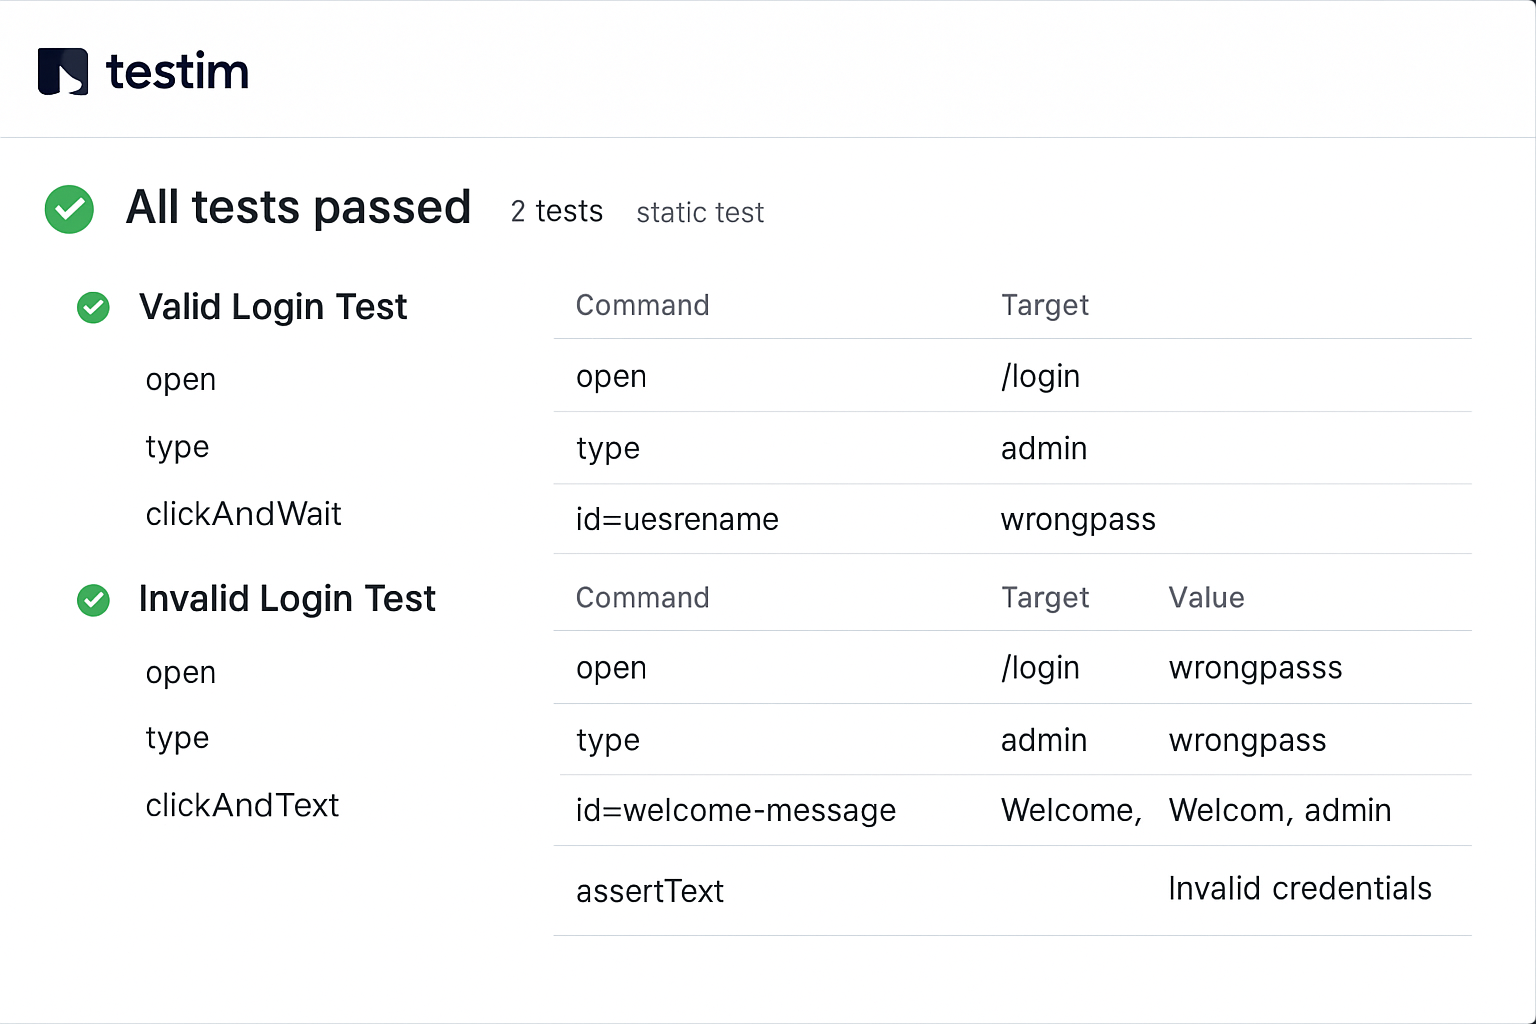 testim
All tests passed 2 tests static test
Valid Login Test Command Target
open open /login
type type admin
clickAndWait id=uesrename wrongpass
Invalid Login Test Command Target Value
open open /login wrongpasss
type type admin wrongpass
clickAndText id=welcome-message Welcome, Welcom, admin
assertText Invalid credentials